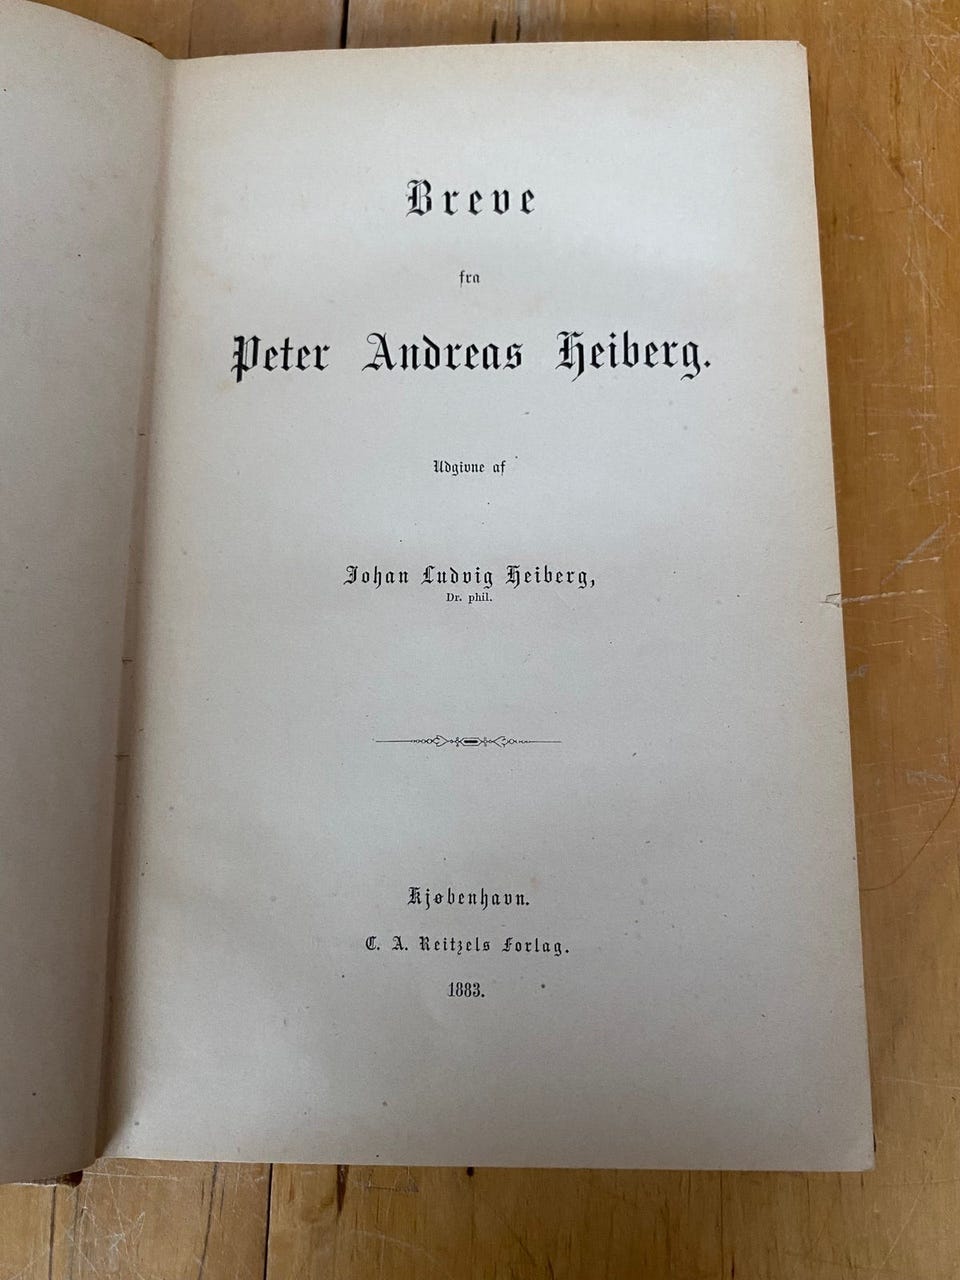 Breve
fra
Peter Andreas Heiberg.
Udgivne af
Johan Ludvig Heiberg,
Dr. phil.
Kjøbenhavn.
C. A. Reitzels Forlag.
1883.